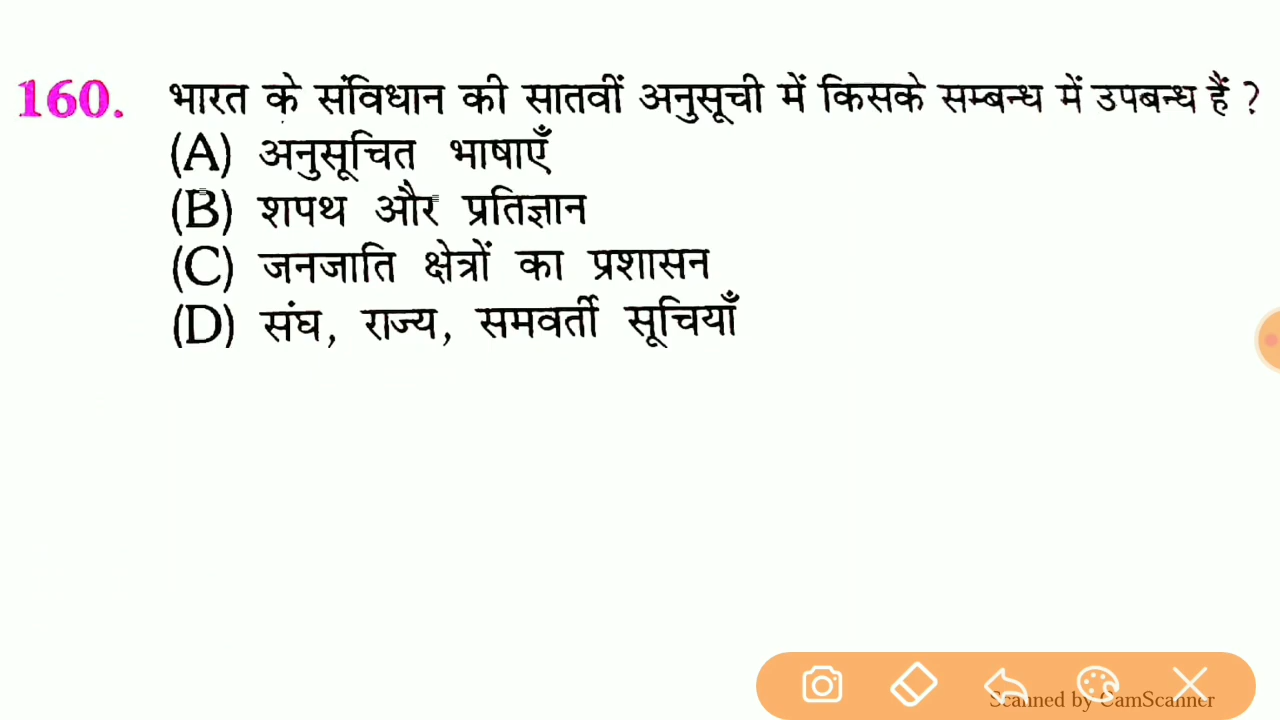 160. भारत के संविधान की सातवीं अनुसूची में किसके सम्बन्ध में उपबन्ध हैं ?
(A) अनुसूचित भाषाएँ
(B) शपथ और प्रतिज्ञान
(C) जनजाति क्षेत्रों का प्रशासन
(D) संघ, राज्य, समवर्ती सूचियाँ
Scanned by CamScanner